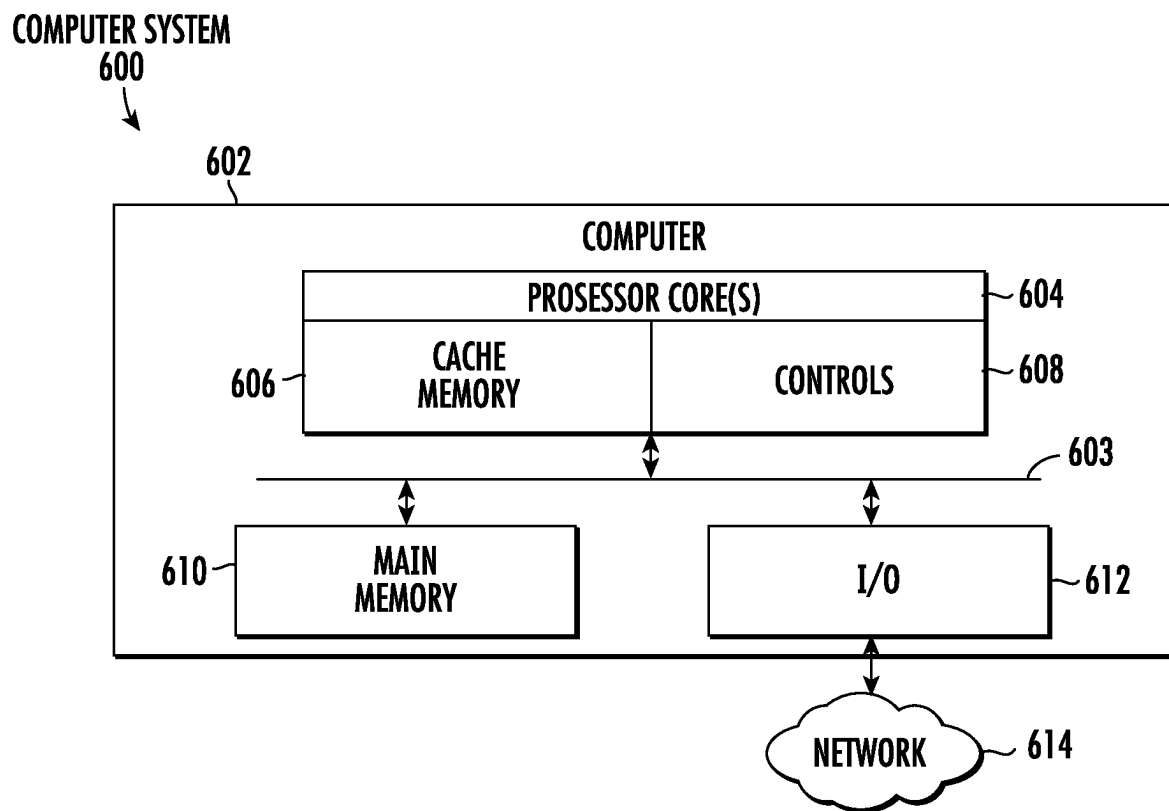 COMPUTER SYSTEM
600
602
COMPUTER
PROSESSOR CORE(S)
604
CACHE
MEMORY
606
CONTROLS
608
603
MAIN
MEMORY
610
I/O
612
NETWORK
614